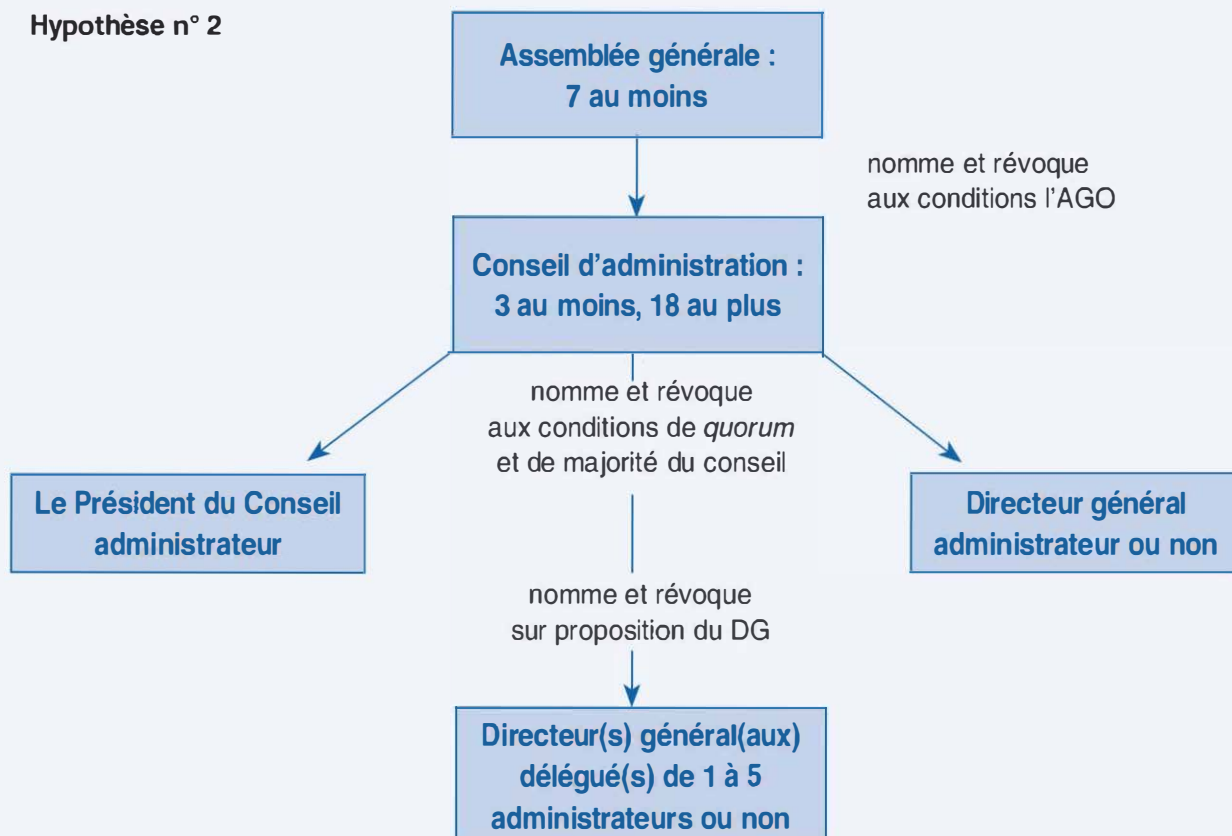 Hypothèse n° 2
Assemblée générale :
7 au moins
nomme et révoque
aux conditions l'AGO
Conseil d'administration :
3 au moins, 18 au plus
nomme et révoque
aux conditions de quorum
et de majorité du conseil
Le Président du Conseil
administrateur
Directeur général
administrateur ou non
nomme et révoque
sur proposition du DG
Directeur(s) général(aux)
délégué(s) de 1 à 5
administrateurs ou non